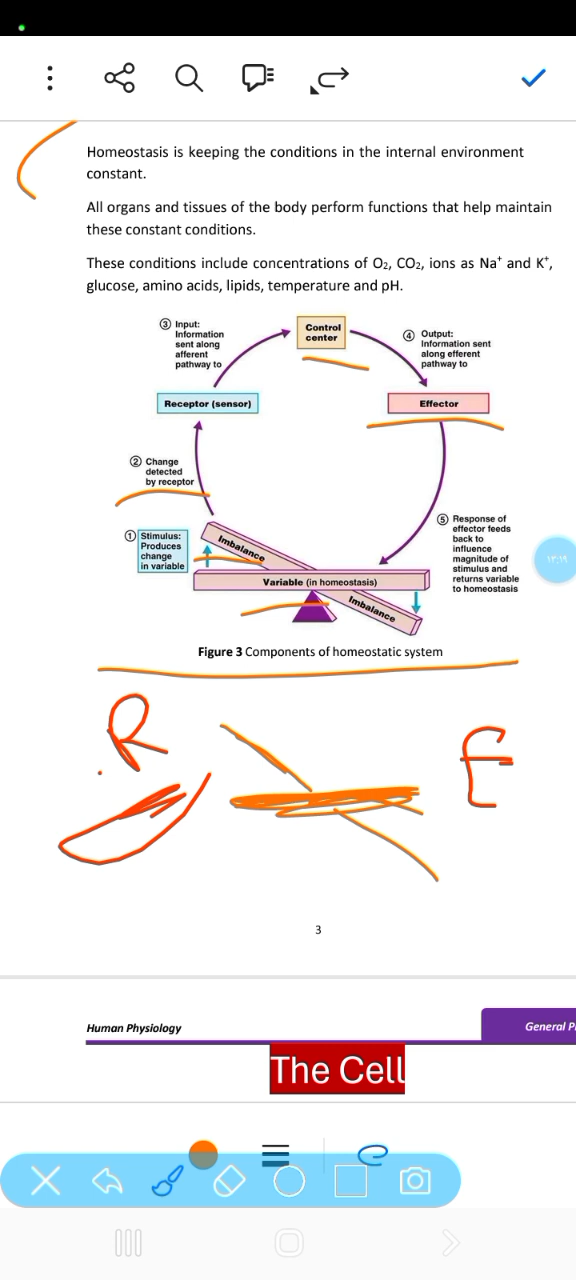 Homeostasis is keeping the conditions in the internal environment
constant.
All organs and tissues of the body perform functions that help maintain
these constant conditions.
These conditions include concentrations of O₂, CO₂, ions as Na⁺ and K⁺,
glucose, amino acids, lipids, temperature and pH.
③ Input:
Information
sent along
afferent
pathway to
Control
center
④ Output:
Information sent
along efferent
pathway to
Receptor (sensor)
Effector
② Change
detected
by receptor
① Stimulus:
Produces
change
in variable
Imbalance
Variable (in homeostasis)
Imbalance
⑤ Response of
effector feeds
back to
influence
magnitude of
stimulus and
returns variable
to homeostasis
١٣:١٩
Figure 3 Components of homeostatic system
R
E
3
Human Physiology
General P
The Cell